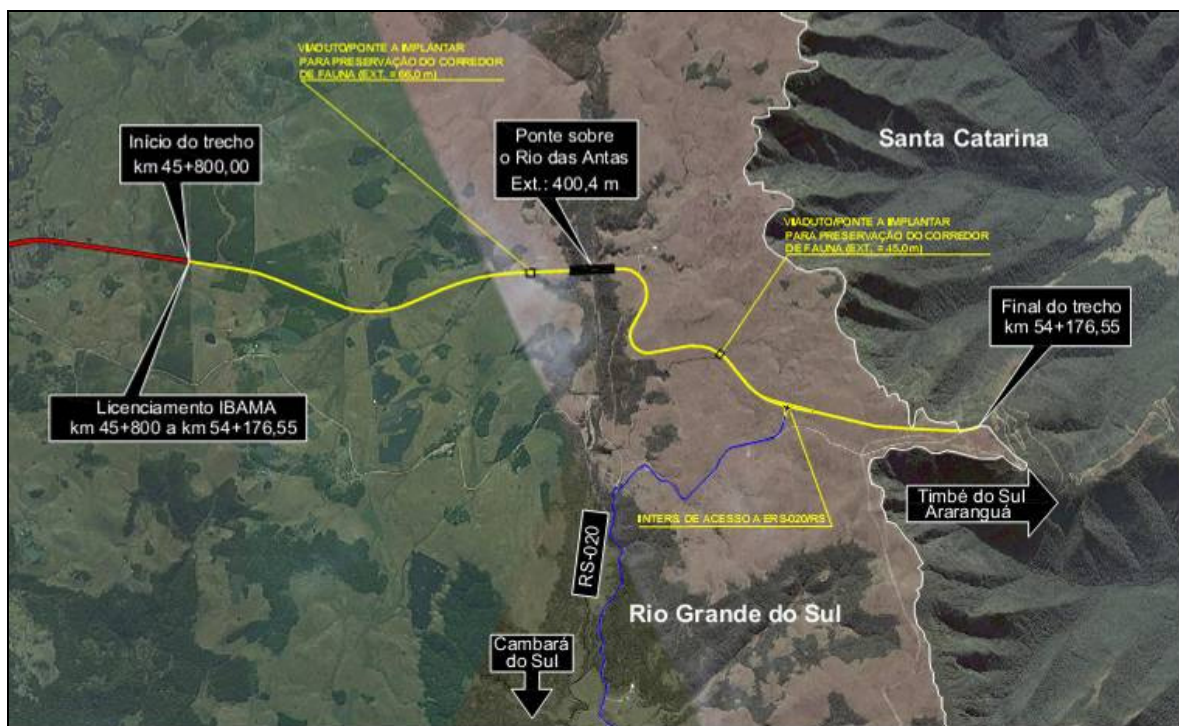 VIADUTO/PONTE A IMPLANTAR
PARA PRESERVAÇÃO DO CORREDOR
DE FAUNA (EXT. = 66,0 m)
Início do trecho
km 45+800,00
Ponte sobre
o Rio das Antas
Ext.: 400,4 m
Santa Catarina
VIADUTO/PONTE A IMPLANTAR
PARA PRESERVAÇÃO DO CORREDOR
DE FAUNA (EXT. = 45,0 m)
Final do trecho
km 54+176,55
Licenciamento IBAMA
km 45+800 a km 54+176,55
Timbé do Sul
Araranguá
INTERS. DE ACESSO A ERS-020/RS
RS-020
Rio Grande do Sul
Cambará
do Sul